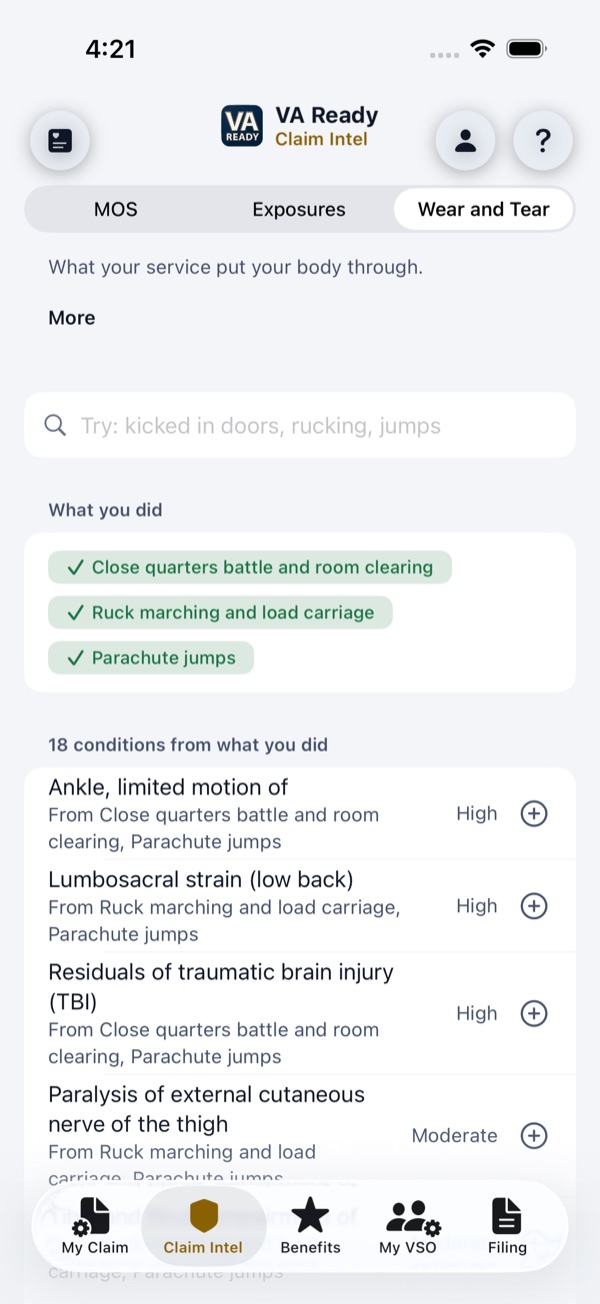 4:21
VA
READY
VA Ready
Claim Intel
?
MOS
Exposures
Wear and Tear
What your service put your body through.
More
Try: kicked in doors, rucking, jumps
What you did
Close quarters battle and room clearing
Ruck marching and load carriage
Parachute jumps
18 conditions from what you did
Ankle, limited motion of
From Close quarters battle and room
clearing, Parachute jumps
High
Lumbosacral strain (low back)
From Ruck marching and load carriage,
Parachute jumps
High
Residuals of traumatic brain injury
(TBI)
From Close quarters battle and room
clearing, Parachute jumps
High
Paralysis of external cutaneous
nerve of the thigh
From Ruck marching and load
carriage, Parachute jumps
Moderate
carriage, Parachute jumps
My Claim
Claim Intel
Benefits
My VSO
Filing